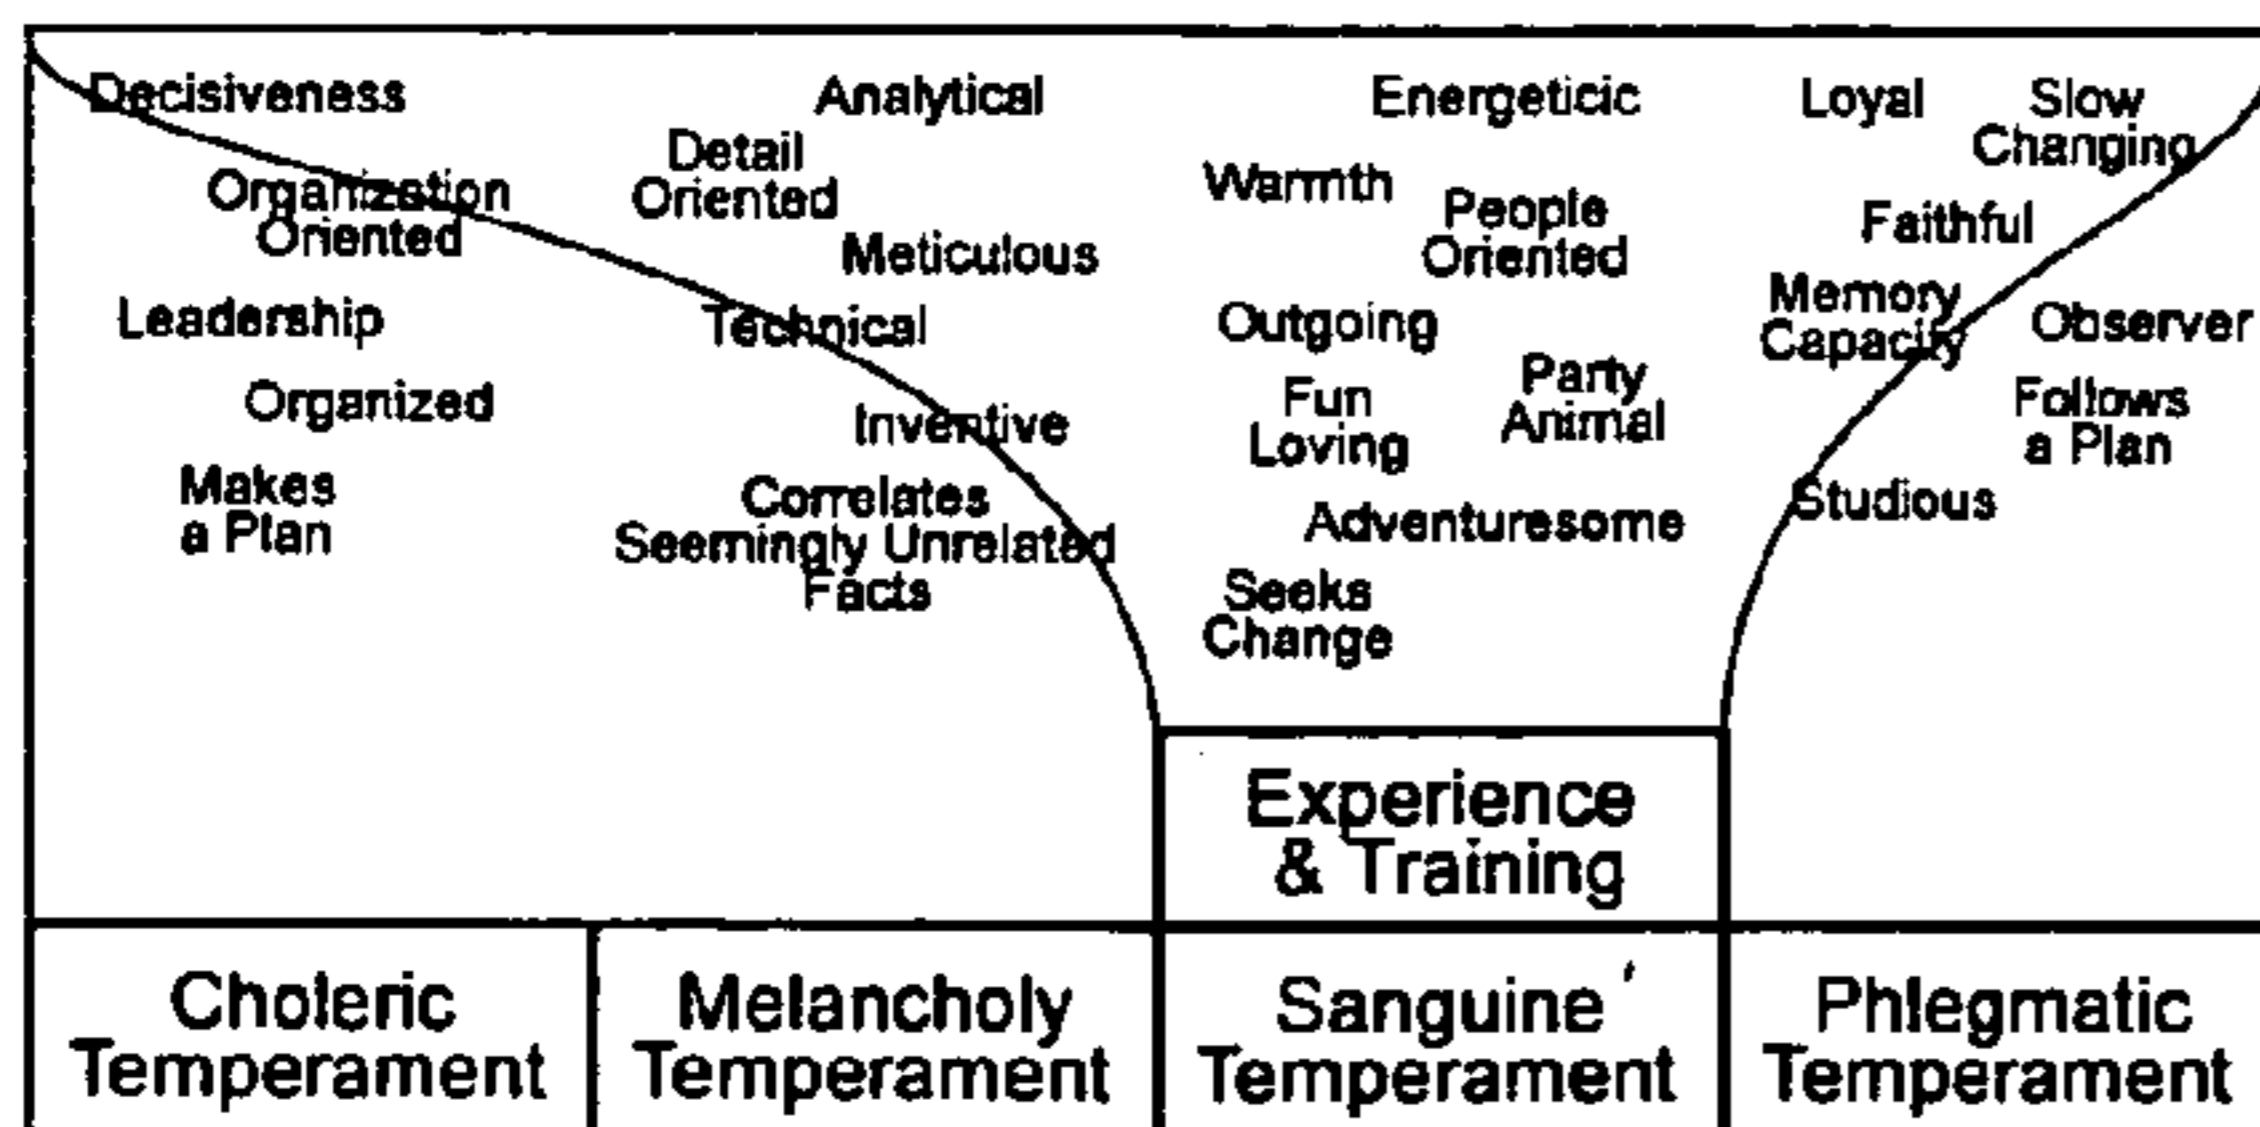 Decisiveness
Organization
Oriented
Leadership
Organized
Makes
a Plan
Analytical
Detail
Oriented
Meticulous
Technical
Inventive
Correlates
Seemingly Unrelated
Facts
Energeticic
Warmth
People
Oriented
Outgoing
Party
Animal
Fun
Loving
Adventuresome
Seeks
Change
Loyal
Slow
Changing
Faithful
Memory
Capacity
Observer
Follows
a Plan
Studious
Experience
& Training
Choleric
Temperament
Melancholy
Temperament
Sanguine
Temperament
Phlegmatic
Temperament